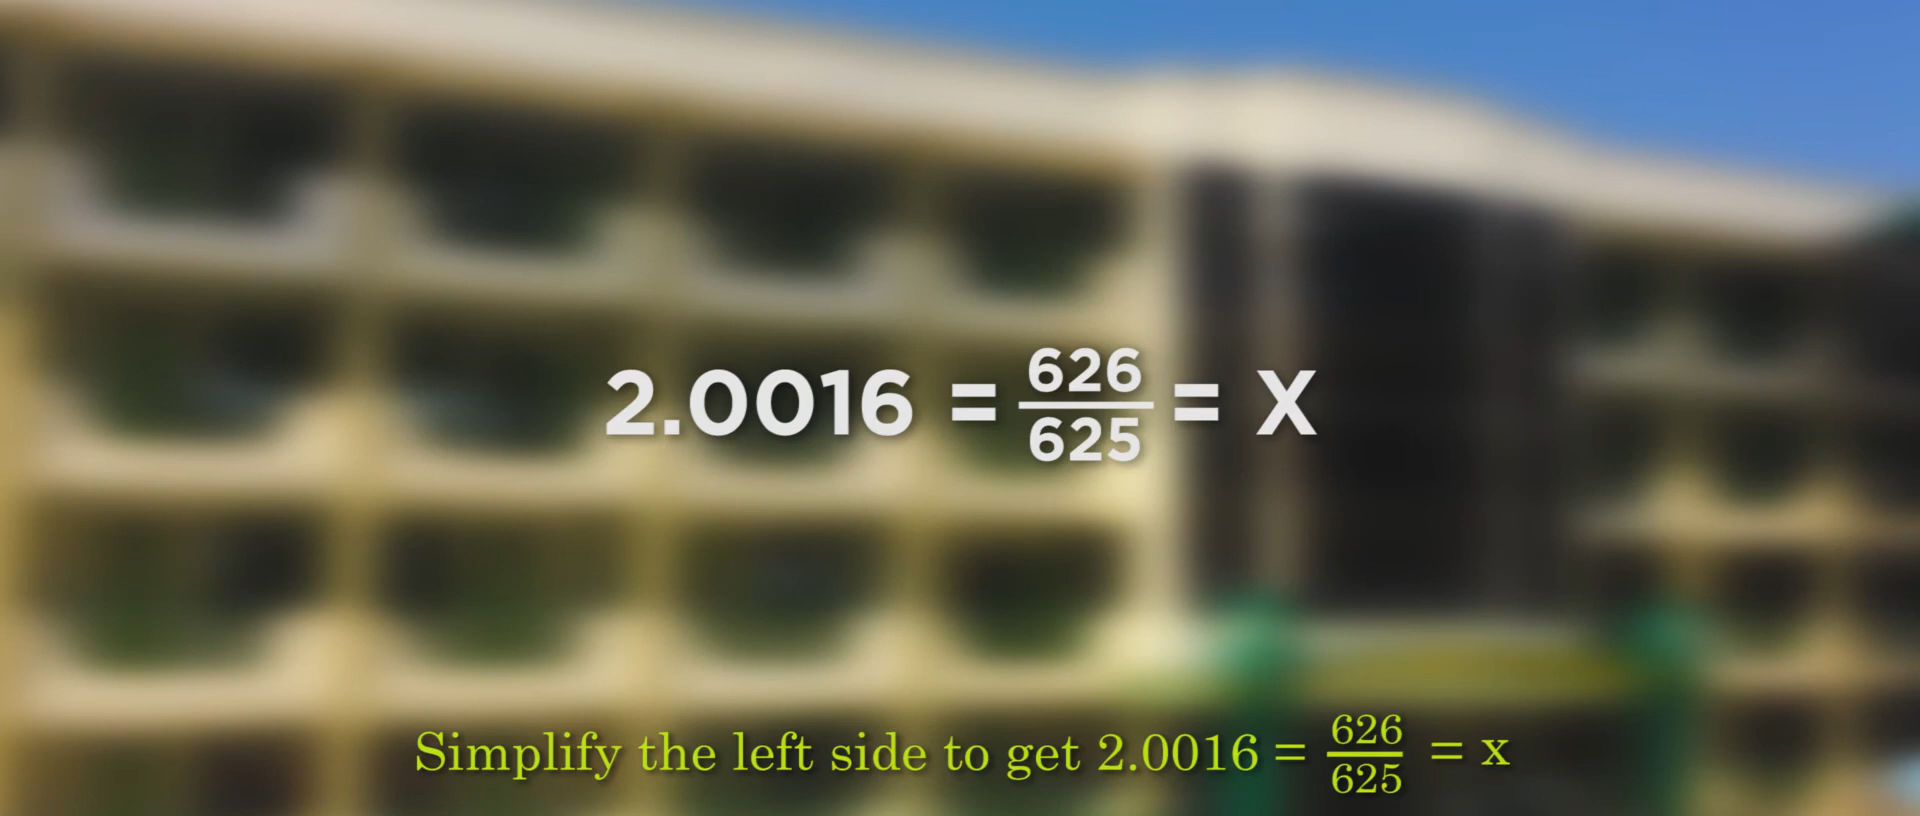 2.0016 = 626/625 = X
Simplify the left side to get 2.0016 = 626/625 = x